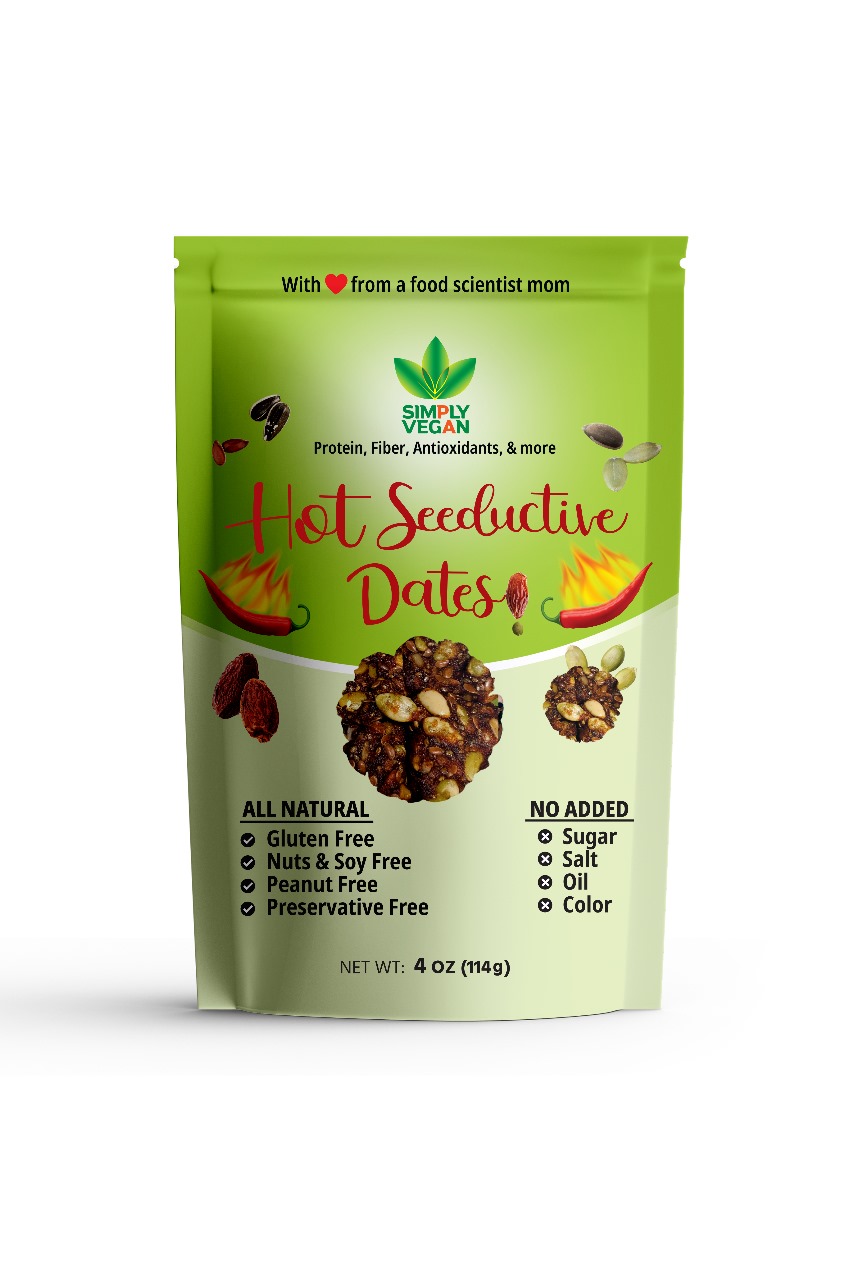 With ❤ from a food scientist mom
SIMPLY
VEGAN
Protein, Fiber, Antioxidants, & more
Hot Seeductive
Dates
ALL NATURAL
Gluten Free
Nuts & Soy Free
Peanut Free
Preservative Free
NO ADDED
Sugar
Salt
Oil
Color
NET WT: 4 OZ (114g)